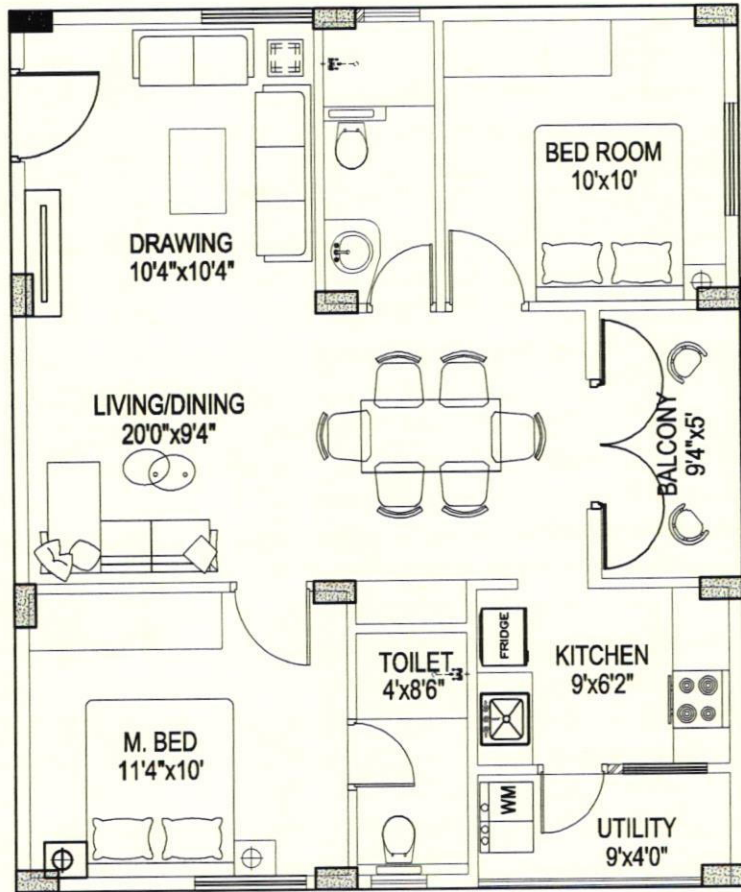 BED ROOM
10'x10'
DRAWING
10'4"x10'4"
LIVING/DINING
20'0"x9'4"
BALCONY
9'4"x5'
FRIDGE
TOILET
4'x8'6"
KITCHEN
9'x6'2"
M. BED
11'4"x10'
WM
UTILITY
9'x4'0"